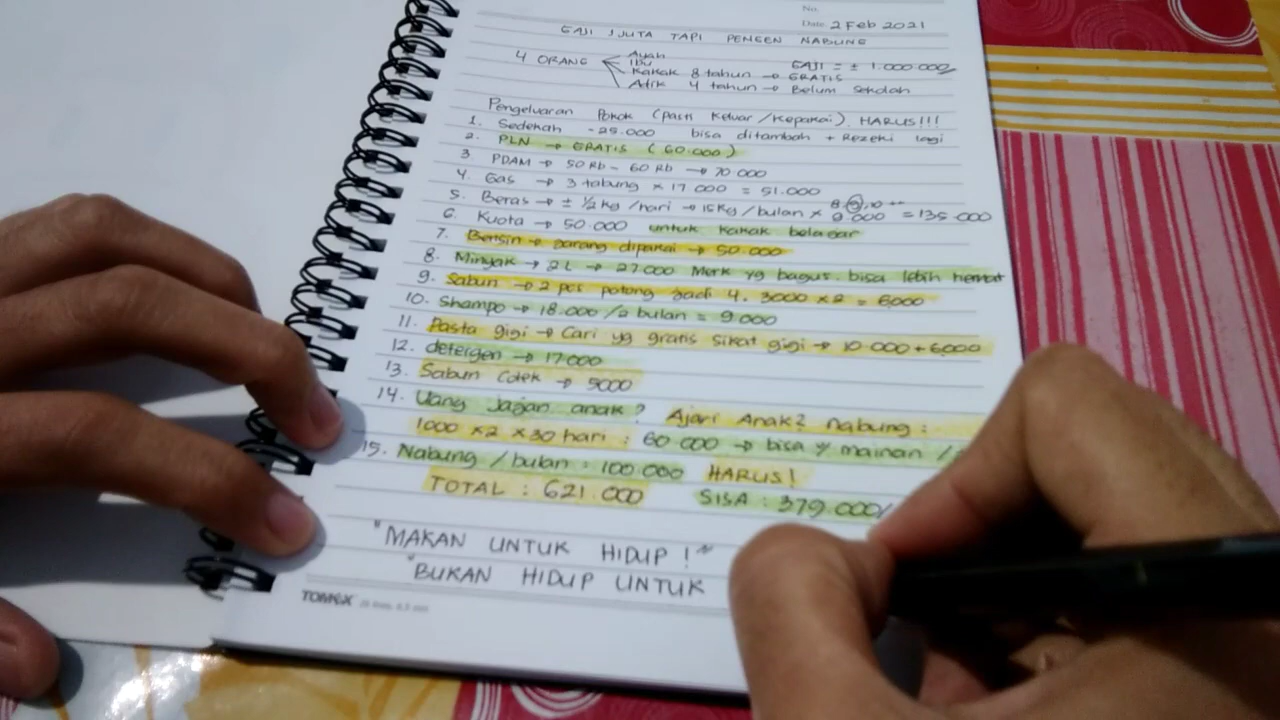 No.
Date. 2 Feb 2021
GAJI 1 JUTA TAPI PENGEN NABUNG
4 ORANG
Ayah
Ibu
Kakak 8 tahun → GRATIS
Adik 4 tahun → Belum Sekolah
GAJI = ± 1.000.000
Pengeluaran Pokok (pasti Keluar / Kepakai). HARUS!!!
1. Sedekah - 25.000 bisa ditambah + Rezeki lagi
2. PLN → GRATIS (60.000)
3 PDAM → 50 Rb - 60 Rb → 70 000
4. Gas → 3 tabung × 17 000 = 51.000
5. Beras → ± 1/2 kg /hari → 15 kg / bulan × 9.000 = 135.000
8, 9, 10
6. Kuota → 50.000 untuk Kakak belajar
7. Bensin → jarang dipakai → 50.000
8. Minyak → 2 L → 27.000 Merk yg bagus. bisa lebih hemat
9. Sabun → 2 pcs potong jadi 4. 3000 × 2 = 6000
10. Shampo → 18.000 /2 bulan = 9 000
11. Pasta gigi → Cari yg gratis sikat gigi → 10 000 + 6000
12. detergen → 17.000
13. Sabun Colek → 5000
14. Uang Jajan anak? Ajari Anak2 nabung :
1000 × 2 × 30 hari : 60.000 → bisa y mainan /
15. Nabung / bulan : 100.000 HARUS!
TOTAL : 621.000 SISA : 379.000
"MAKAN UNTUK HIDUP !"
"BUKAN HIDUP UNTUK
TOMEX